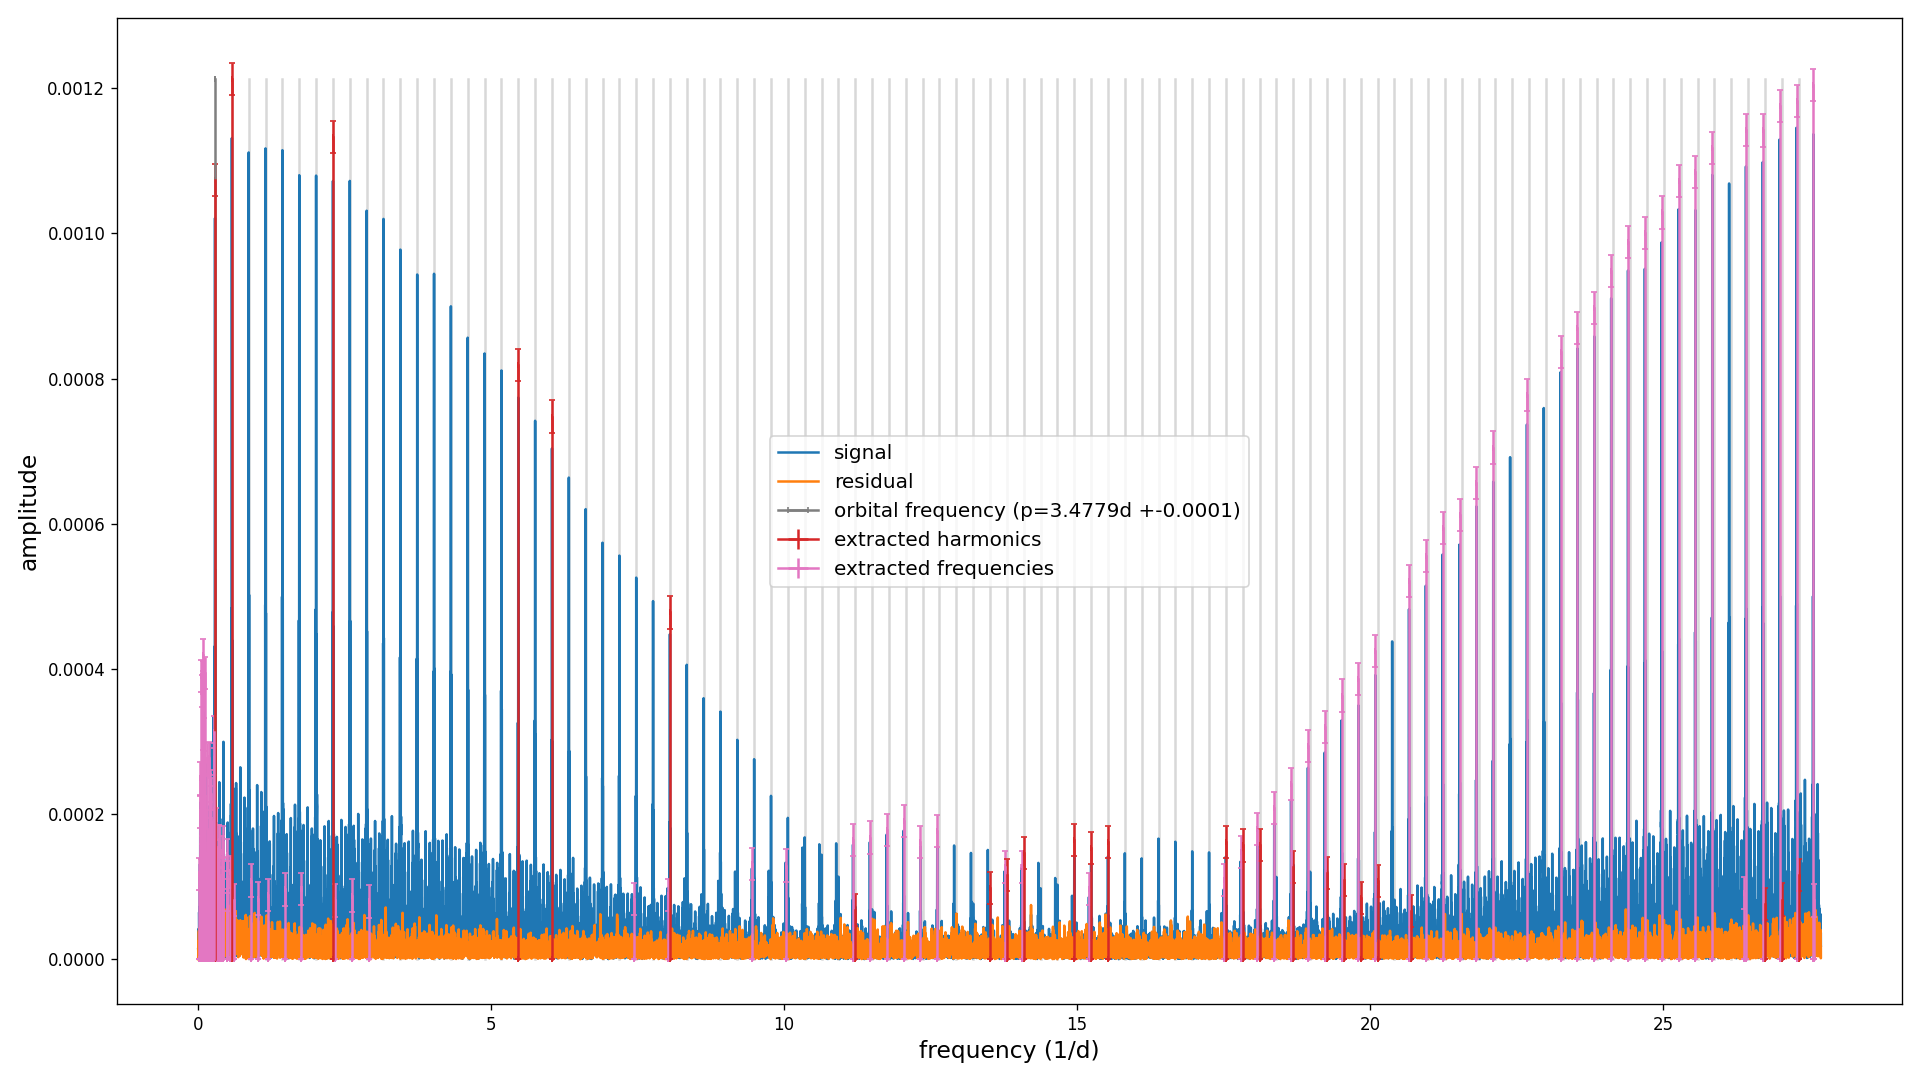 0.0012
0.0010
0.0008
0.0006
0.0004
0.0002
0.0000
amplitude
signal
residual
orbital frequency (p=3.4779d +-0.0001)
extracted harmonics
extracted frequencies
0 5 10 15 20 25
frequency (1/d)